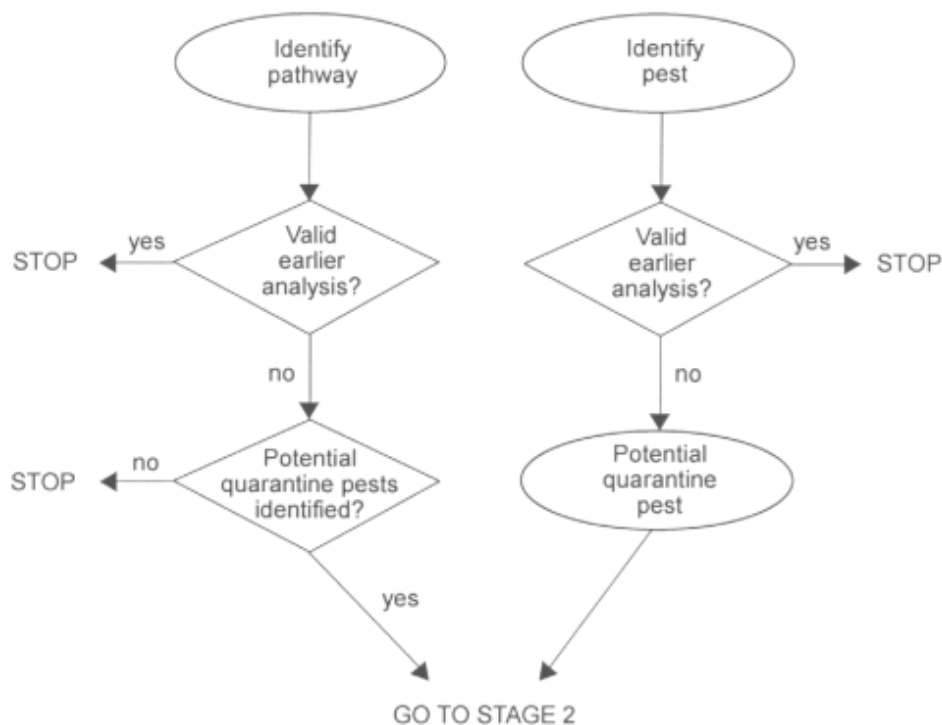 Identify
pathway
Identify
pest
Valid
earlier
analysis?
yes
STOP
Valid
earlier
analysis?
yes
STOP
no
no
Potential
quarantine pests
identified?
no
STOP
Potential
quarantine
pest
yes
GO TO STAGE 2